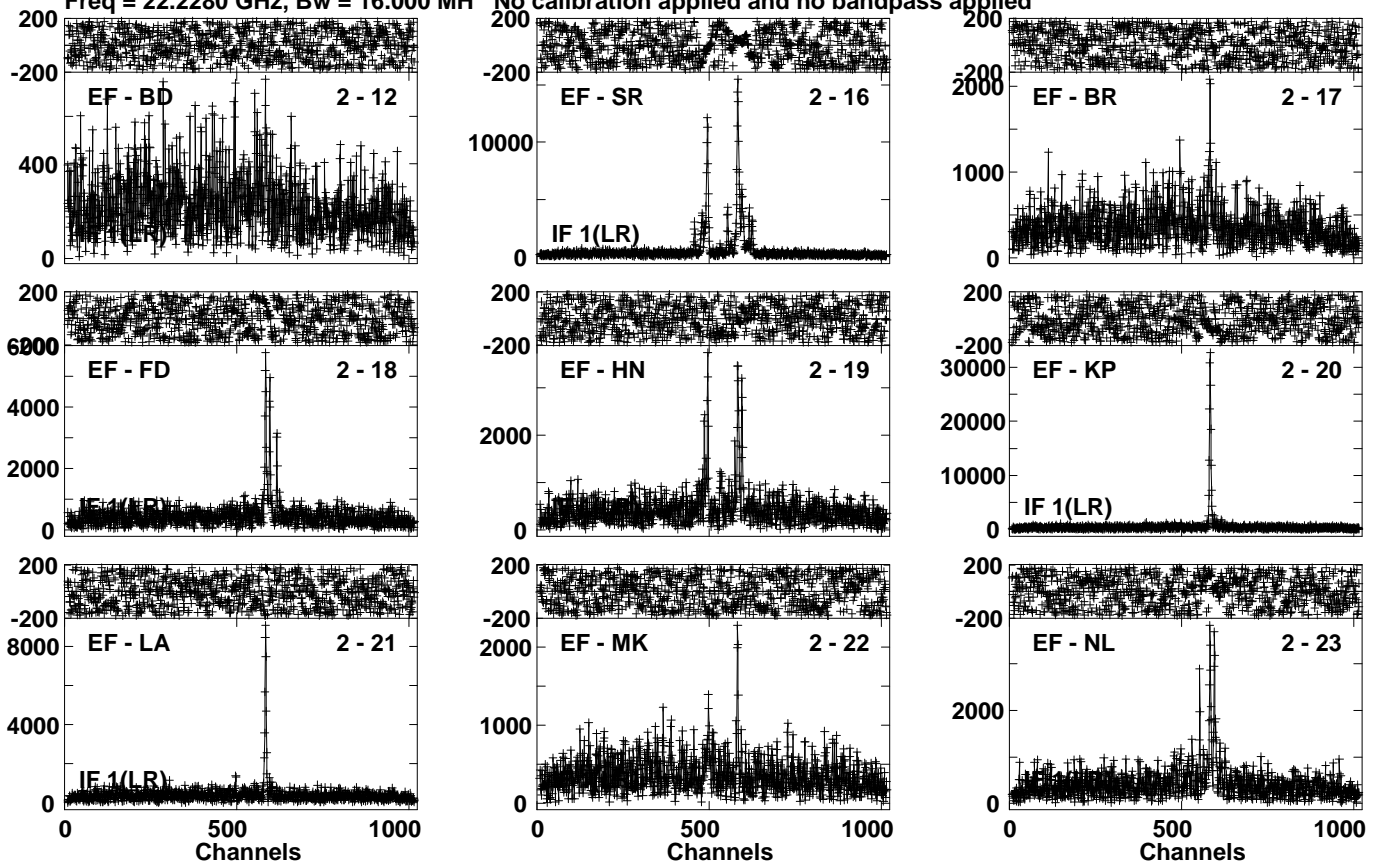 Freq = 22.2280 GHz, Bw = 16.000 MH No calibration applied and no bandpass applied
200
-200
EF - BD 2 - 12
400
0
200
-200
EF - SR 2 - 16
10000
0
IF 1(LR)
200
-200
2000
EF - BR 2 - 17
1000
0
200
6000
EF - FD 2 - 18
4000
2000
0
IF 1(LR)
200
-200
EF - HN 2 - 19
2000
0
200
-200
30000
EF - KP 2 - 20
20000
10000
0
IF 1(LR)
200
-200
8000
EF - LA 2 - 21
4000
0
IF 1(LR)
0 500 1000
Channels
200
-200
EF - MK 2 - 22
2000
1000
0
0 500 1000
Channels
200
-200
EF - NL 2 - 23
2000
0
0 500 1000
Channels